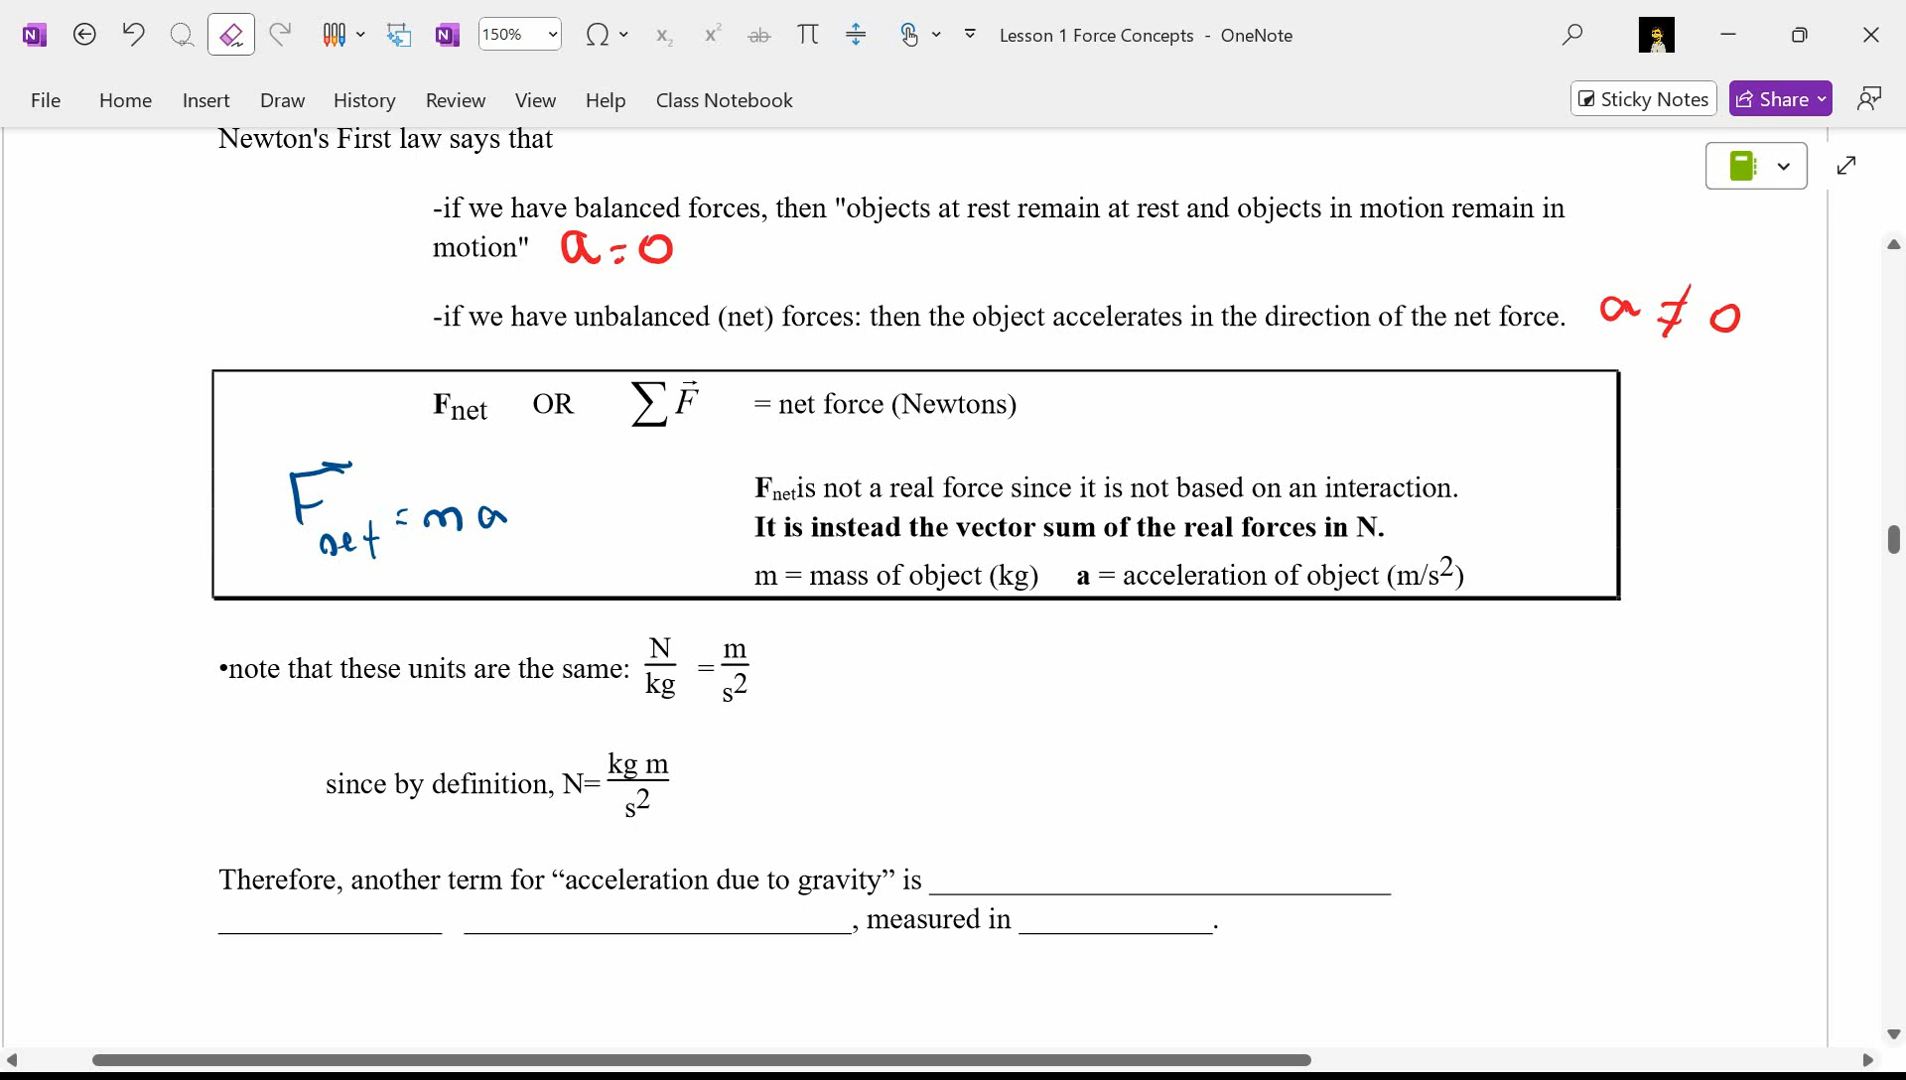 150%
Lesson 1 Force Concepts - OneNote
File Home Insert Draw History Review View Help Class Notebook
Sticky Notes Share
Newton's First law says that
-if we have balanced forces, then "objects at rest remain at rest and objects in motion remain in
motion" a = 0
-if we have unbalanced (net) forces: then the object accelerates in the direction of the net force. a ≠ 0
Fnet OR ∑F⃗ = net force (Newtons)
F⃗net = ma
Fnet is not a real force since it is not based on an interaction.
It is instead the vector sum of the real forces in N.
m = mass of object (kg) a = acceleration of object (m/s2)
•note that these units are the same: N/kg = m/s2
since by definition, N= kg m/s2
Therefore, another term for “acceleration due to gravity” is ______________________________
_______________ _________________________, measured in _____________.